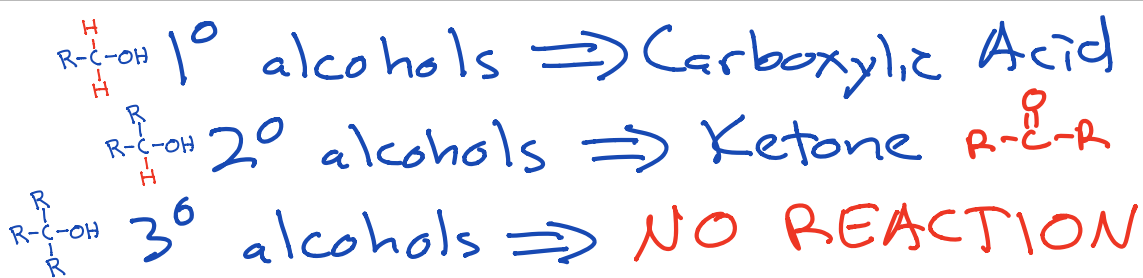 H R-C-OH H 1° alcohols ⇒ Carboxylic Acid
R R-C-OH H 2° alcohols ⇒ Ketone O R-C-R
R R-C-OH R 3° alcohols ⇒ NO REACTION